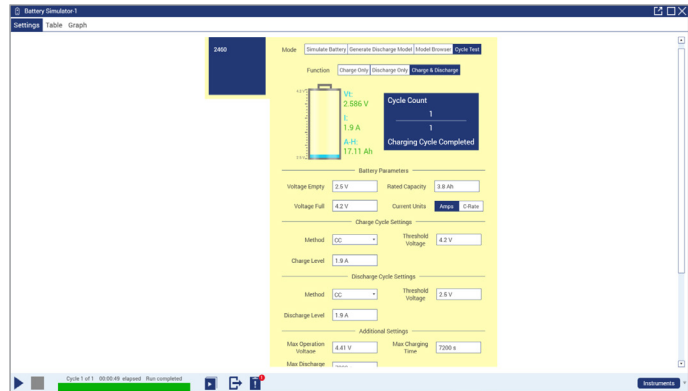 Battery Simulator-1
Settings Table Graph
2460
Mode Simulate Battery Generate Discharge Model Model Browser Cycle Test
Function Charge Only Discharge Only Charge & Discharge
Vt:
2.586 V
I:
1.9 A
A-H:
17.11 Ah
Cycle Count
1
1
Charging Cycle Completed
Battery Parameters
Voltage Empty 2.5 V Rated Capacity 3.8 Ah
Voltage Full 4.2 V Current Units Amps C-Rate
Charge Cycle Settings
Method CC Threshold Voltage 4.2 V
Charge Level 1.9 A
Discharge Cycle Settings
Method CC Threshold Voltage 2.5 V
Discharge Level 1.9 A
Additional Settings
Max Operation Voltage 4.41 V Max Charging Time 7200 s
Max Discharge
Cycle 1 of 1 00:00:49 elapsed Run completed
Instruments